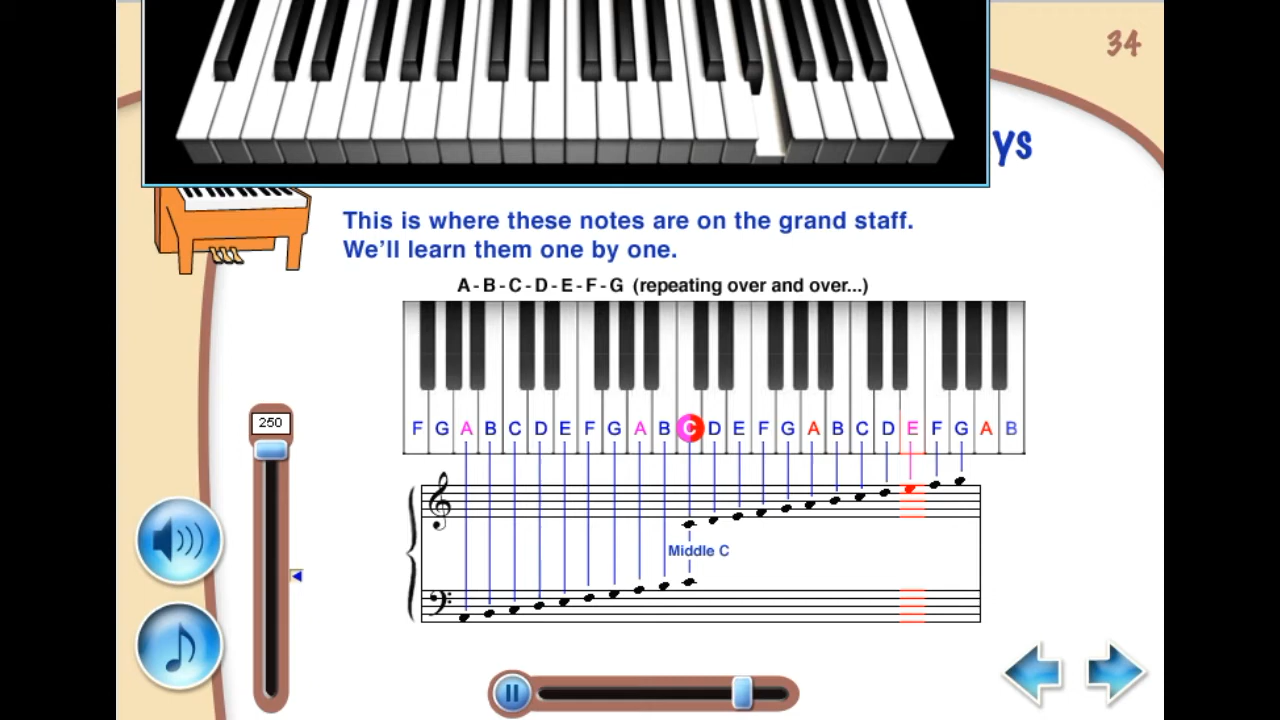 34
ys
This is where these notes are on the grand staff.
We'll learn them one by one.
A - B - C - D - E - F - G (repeating over and over...)
F G A B C D E F G A B C D E F G A B C D E F G A B
250
Middle C